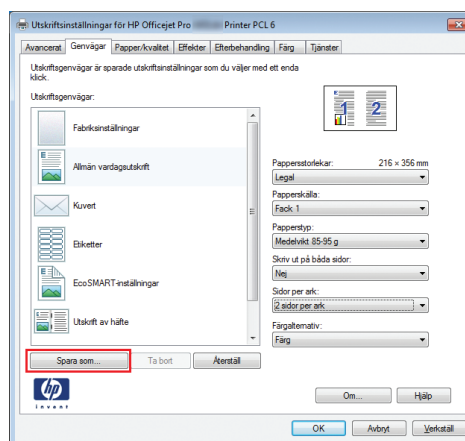 Utskriftsinställningar för HP Officejet Pro Printer PCL 6
Avancerat Genvägar Papper/kvalitet Effekter Efterbehandling Färg Tjänster
Utskriftsgenvägar är sparade utskriftsinställningar som du väljer med ett enda
klick.
Utskriftsgenvägar:
Fabriksinställningar
Allmän vardagsutskrift
Kuvert
Etiketter
EcoSMART-inställningar
Utskrift av häfte
Spara som...
Ta bort
Återställ
1 2
Pappersstorlekar: 216 × 356 mm
Legal
Papperskälla:
Fack 1
Papperstyp:
Medelvikt 85-95 g
Skriv ut på båda sidor:
Nej
Sidor per ark:
2 sidor per ark
Färgalternativ:
Färg
hp
invent
Om... Hjälp
OK Avbryt Verkställ